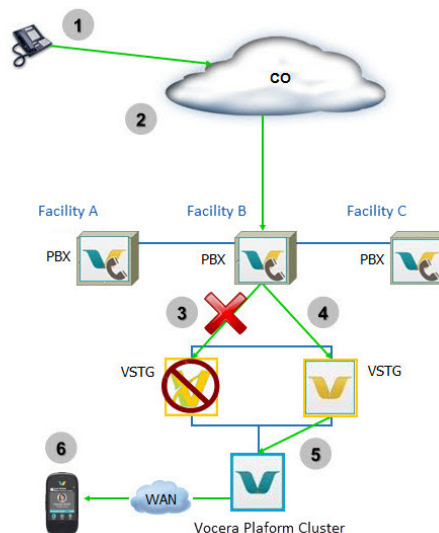 1
CO
2
Facility A
Facility B
Facility C
PBX
PBX
PBX
3
4
VSTG
VSTG
5
6
WAN
Vocera Plaform Cluster